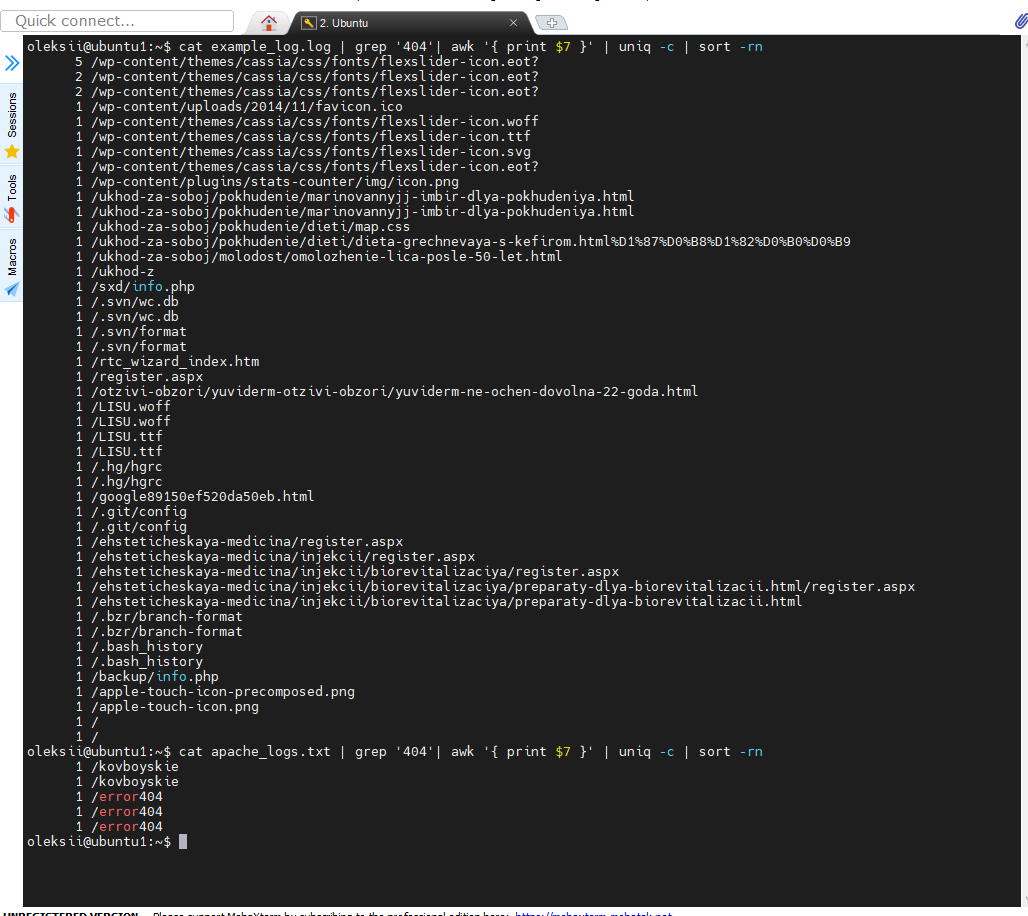 Quick connect...
2. Ubuntu
Sessions
Tools
Macros
oleksii@ubuntu1:~$ cat example_log.log | grep '404'| awk '{ print $7 }' | uniq -c | sort -rn
5 /wp-content/themes/cassia/css/fonts/flexslider-icon.eot?
2 /wp-content/themes/cassia/css/fonts/flexslider-icon.eot?
2 /wp-content/themes/cassia/css/fonts/flexslider-icon.eot?
1 /wp-content/uploads/2014/11/favicon.ico
1 /wp-content/themes/cassia/css/fonts/flexslider-icon.woff
1 /wp-content/themes/cassia/css/fonts/flexslider-icon.ttf
1 /wp-content/themes/cassia/css/fonts/flexslider-icon.svg
1 /wp-content/themes/cassia/css/fonts/flexslider-icon.eot?
1 /wp-content/plugins/stats-counter/img/icon.png
1 /ukhod-za-soboj/pokhudenie/marinovannyjj-imbir-dlya-pokhudeniya.html
1 /ukhod-za-soboj/pokhudenie/marinovannyjj-imbir-dlya-pokhudeniya.html
1 /ukhod-za-soboj/pokhudenie/dieti/map.css
1 /ukhod-za-soboj/pokhudenie/dieti/dieta-grechnevaya-s-kefirom.html%D1%87%D0%B8%D1%82%D0%B0%D0%B9
1 /ukhod-za-soboj/molodost/omolozhenie-lica-posle-50-let.html
1 /ukhod-z
1 /sxd/info.php
1 /.svn/wc.db
1 /.svn/wc.db
1 /.svn/format
1 /.svn/format
1 /rtc_wizard_index.htm
1 /register.aspx
1 /otzivi-obzori/yuviderm-otzivi-obzori/yuviderm-ne-ochen-dovolna-22-goda.html
1 /LISU.woff
1 /LISU.woff
1 /LISU.ttf
1 /LISU.ttf
1 /.hg/hgrc
1 /.hg/hgrc
1 /google89150ef520da50eb.html
1 /.git/config
1 /.git/config
1 /ehsteticheskaya-medicina/register.aspx
1 /ehsteticheskaya-medicina/injekcii/register.aspx
1 /ehsteticheskaya-medicina/injekcii/biorevitalizaciya/register.aspx
1 /ehsteticheskaya-medicina/injekcii/biorevitalizaciya/preparaty-dlya-biorevitalizacii.html/register.aspx
1 /ehsteticheskaya-medicina/injekcii/biorevitalizaciya/preparaty-dlya-biorevitalizacii.html
1 /.bzr/branch-format
1 /.bzr/branch-format
1 /.bash_history
1 /.bash_history
1 /backup/info.php
1 /apple-touch-icon-precomposed.png
1 /apple-touch-icon.png
1 /
1 /
oleksii@ubuntu1:~$ cat apache_logs.txt | grep '404'| awk '{ print $7 }' | uniq -c | sort -rn
1 /kovboyskie
1 /kovboyskie
1 /error404
1 /error404
1 /error404
oleksii@ubuntu1:~$
UNREGISTERED VERSION - Please support MobaXterm by subscribing to the professional edition here: https://mobaxterm.mobatek.net